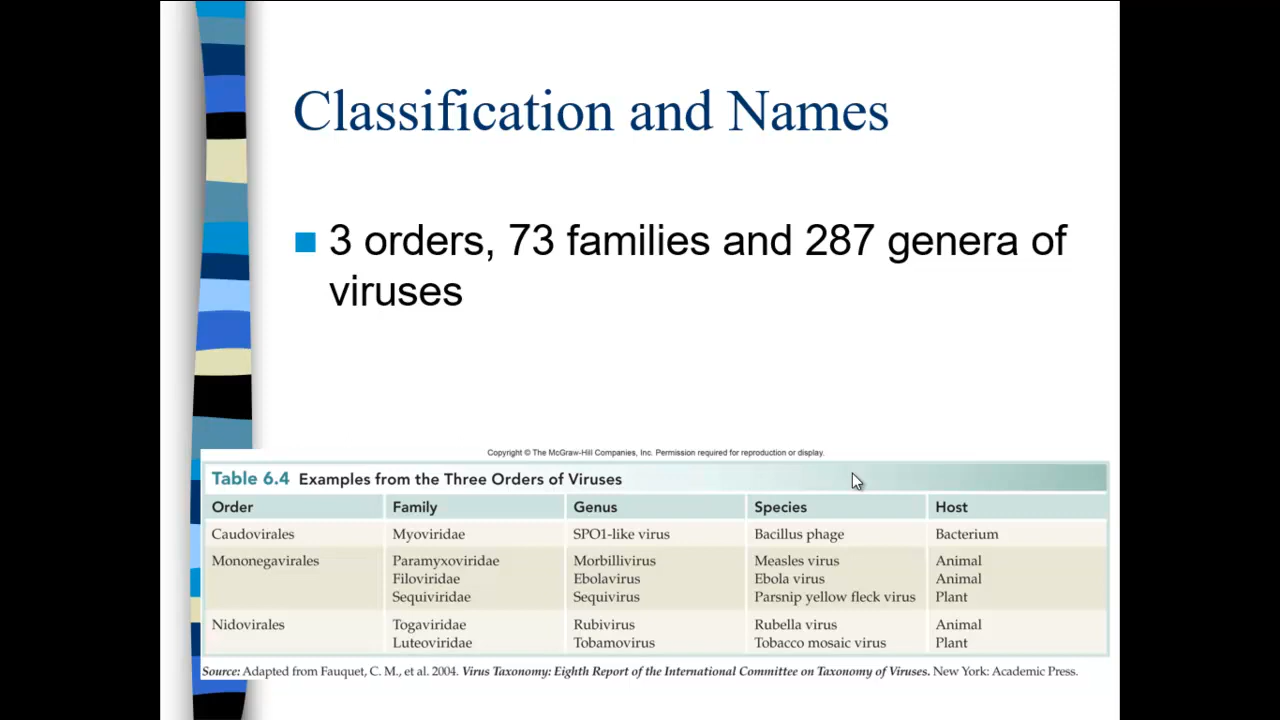 Classification and Names
3 orders, 73 families and 287 genera of
viruses
Copyright © The McGraw-Hill Companies, Inc. Permission required for reproduction or display.
Table 6.4 Examples from the Three Orders of Viruses
Order Family Genus Species Host
Caudovirales Myoviridae SPO1-like virus Bacillus phage Bacterium
Mononegavirales Paramyxoviridae Morbillivirus Measles virus Animal
Filoviridae Ebolavirus Ebola virus Animal
Sequiviridae Sequivirus Parsnip yellow fleck virus Plant
Nidovirales Togaviridae Rubivirus Rubella virus Animal
Luteoviridae Tobamovirus Tobacco mosaic virus Plant
Source: Adapted from Fauquet, C. M., et al. 2004. Virus Taxonomy: Eighth Report of the International Committee on Taxonomy of Viruses. New York: Academic Press.